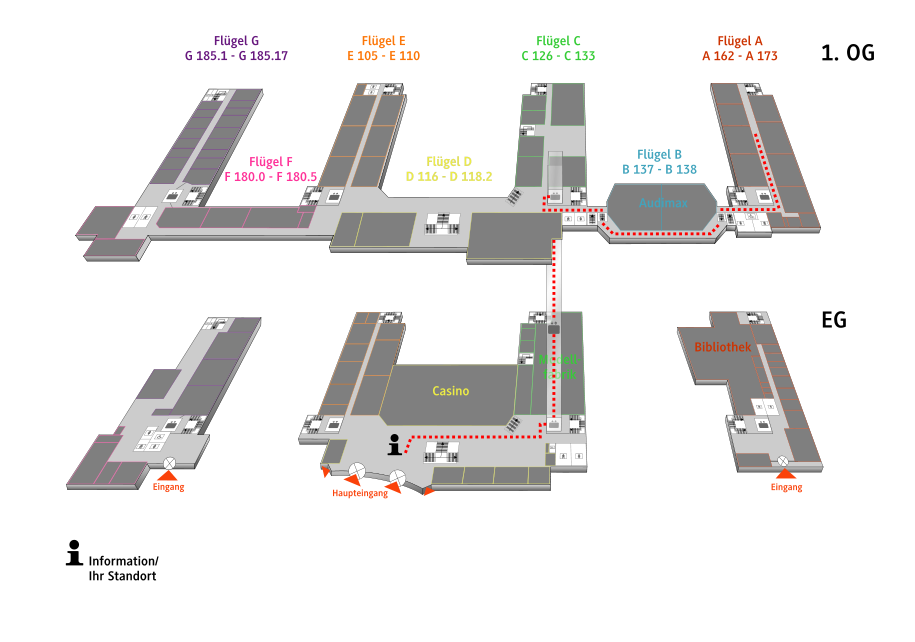 Flügel G
G 185.1 - G 185.17
Flügel E
E 105 - E 110
Flügel C
C 126 - C 133
Flügel A
A 162 - A 173
1. OG
Flügel F
F 180.0 - F 180.5
Flügel D
D 116 - D 118.2
Flügel B
B 137 - B 138
Audimax
EG
Bibliothek
Modell-
fabrik
Casino
Eingang
Haupteingang
Eingang
Information/
Ihr Standort